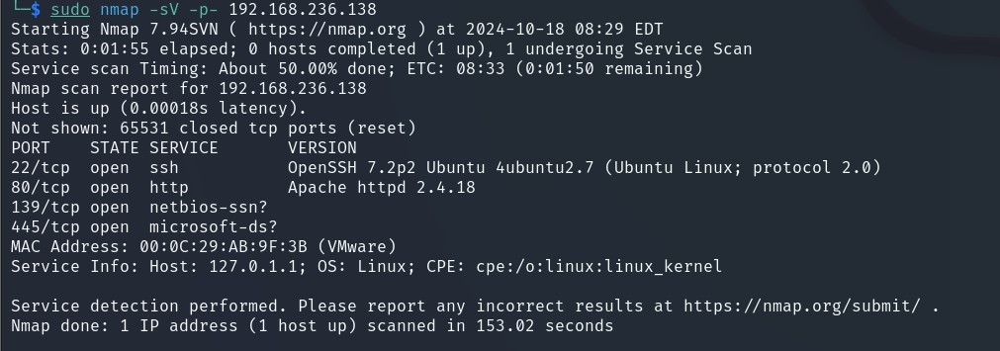 └─$ sudo nmap -sV -p- 192.168.236.138
Starting Nmap 7.94SVN ( https://nmap.org ) at 2024-10-18 08:29 EDT
Stats: 0:01:55 elapsed; 0 hosts completed (1 up), 1 undergoing Service Scan
Service scan Timing: About 50.00% done; ETC: 08:33 (0:01:50 remaining)
Nmap scan report for 192.168.236.138
Host is up (0.00018s latency).
Not shown: 65531 closed tcp ports (reset)
PORT    STATE SERVICE      VERSION
22/tcp  open  ssh          OpenSSH 7.2p2 Ubuntu 4ubuntu2.7 (Ubuntu Linux; protocol 2.0)
80/tcp  open  http         Apache httpd 2.4.18
139/tcp open  netbios-ssn?
445/tcp open  microsoft-ds?
MAC Address: 00:0C:29:AB:9F:3B (VMware)
Service Info: Host: 127.0.1.1; OS: Linux; CPE: cpe:/o:linux:linux_kernel
Service detection performed. Please report any incorrect results at https://nmap.org/submit/ .
Nmap done: 1 IP address (1 host up) scanned in 153.02 seconds